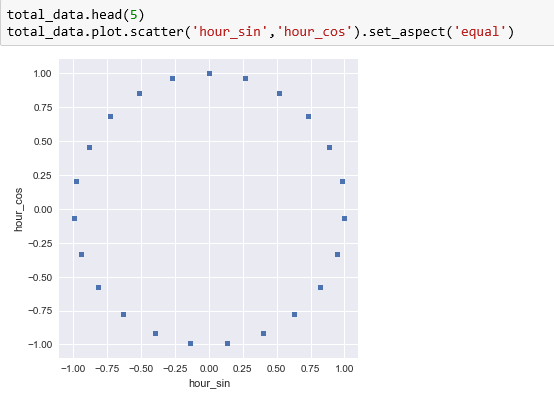 total_data.head(5)
total_data.plot.scatter('hour_sin','hour_cos').set_aspect('equal')
1.00
0.75
0.50
0.25
0.00
−0.25
−0.50
−0.75
−1.00
hour_cos
−1.00 −0.75 −0.50 −0.25 0.00 0.25 0.50 0.75 1.00
hour_sin